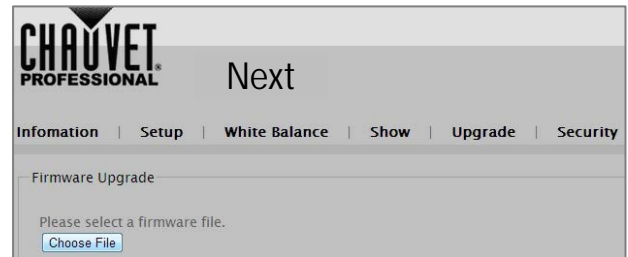 CHAUVET®
PROFESSIONAL
Next
Infomation | Setup | White Balance | Show | Upgrade | Security
Firmware Upgrade
Please select a firmware file.
Choose File